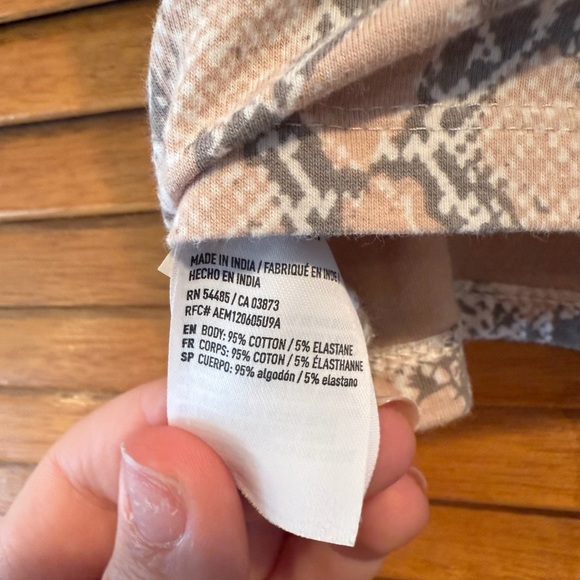 MADE IN INDIA / FABRIQUÉ EN INDE
HECHO EN INDIA
RN 54485 / CA 03873
RFC# AEM120605U9A
EN BODY: 95% COTTON / 5% ELASTANE
FR CORPS: 95% COTON / 5% ÉLASTHANNE
SP CUERPO: 95% algodón / 5% elastano